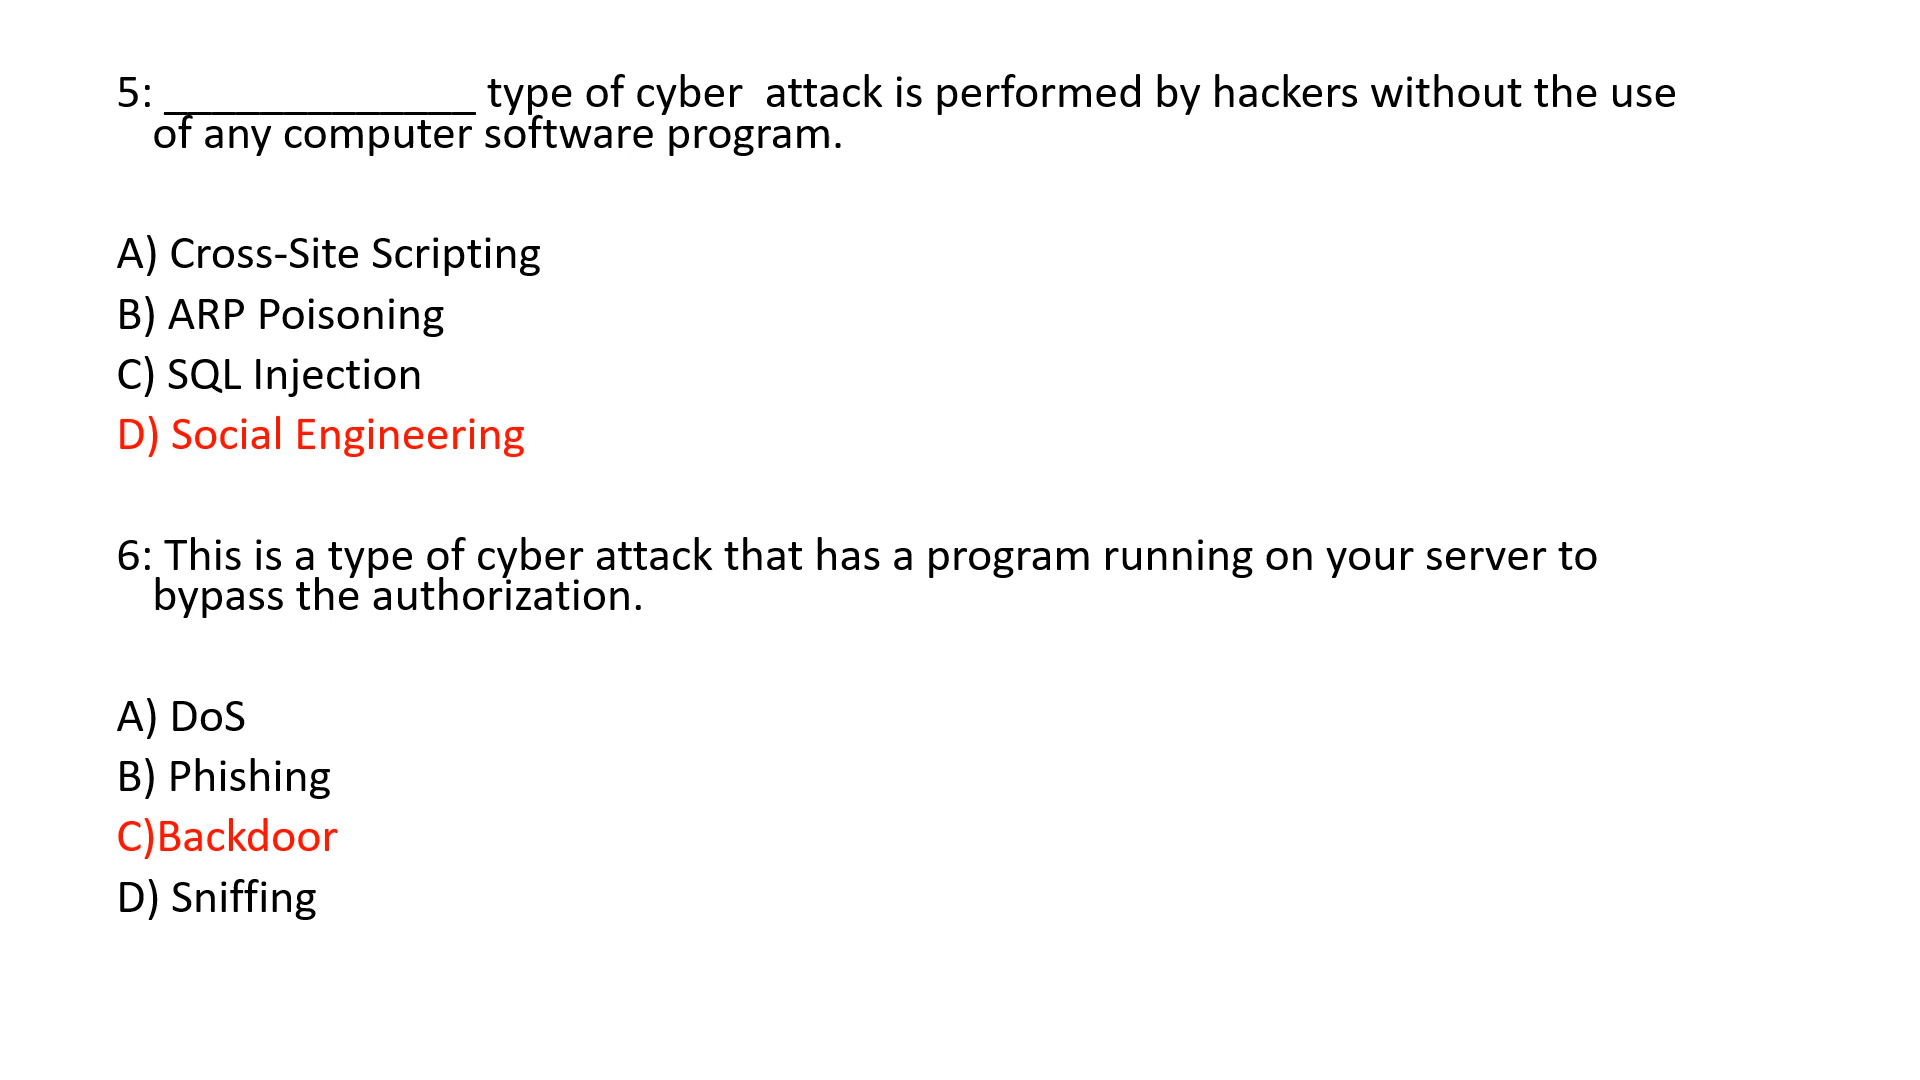 5: _____________ type of cyber  attack is performed by hackers without the use
of any computer software program.
A) Cross-Site Scripting
B) ARP Poisoning
C) SQL Injection
D) Social Engineering
6: This is a type of cyber attack that has a program running on your server to
bypass the authorization.
A) DoS
B) Phishing
C)Backdoor
D) Sniffing